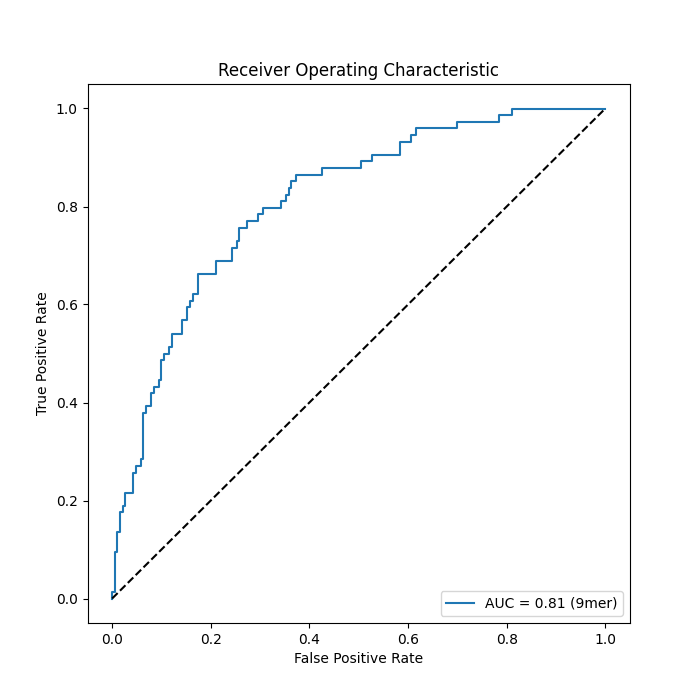 Receiver Operating Characteristic
1.0
0.8
0.6
0.4
0.2
0.0
True Positive Rate
AUC = 0.81 (9mer)
0.0 0.2 0.4 0.6 0.8 1.0
False Positive Rate